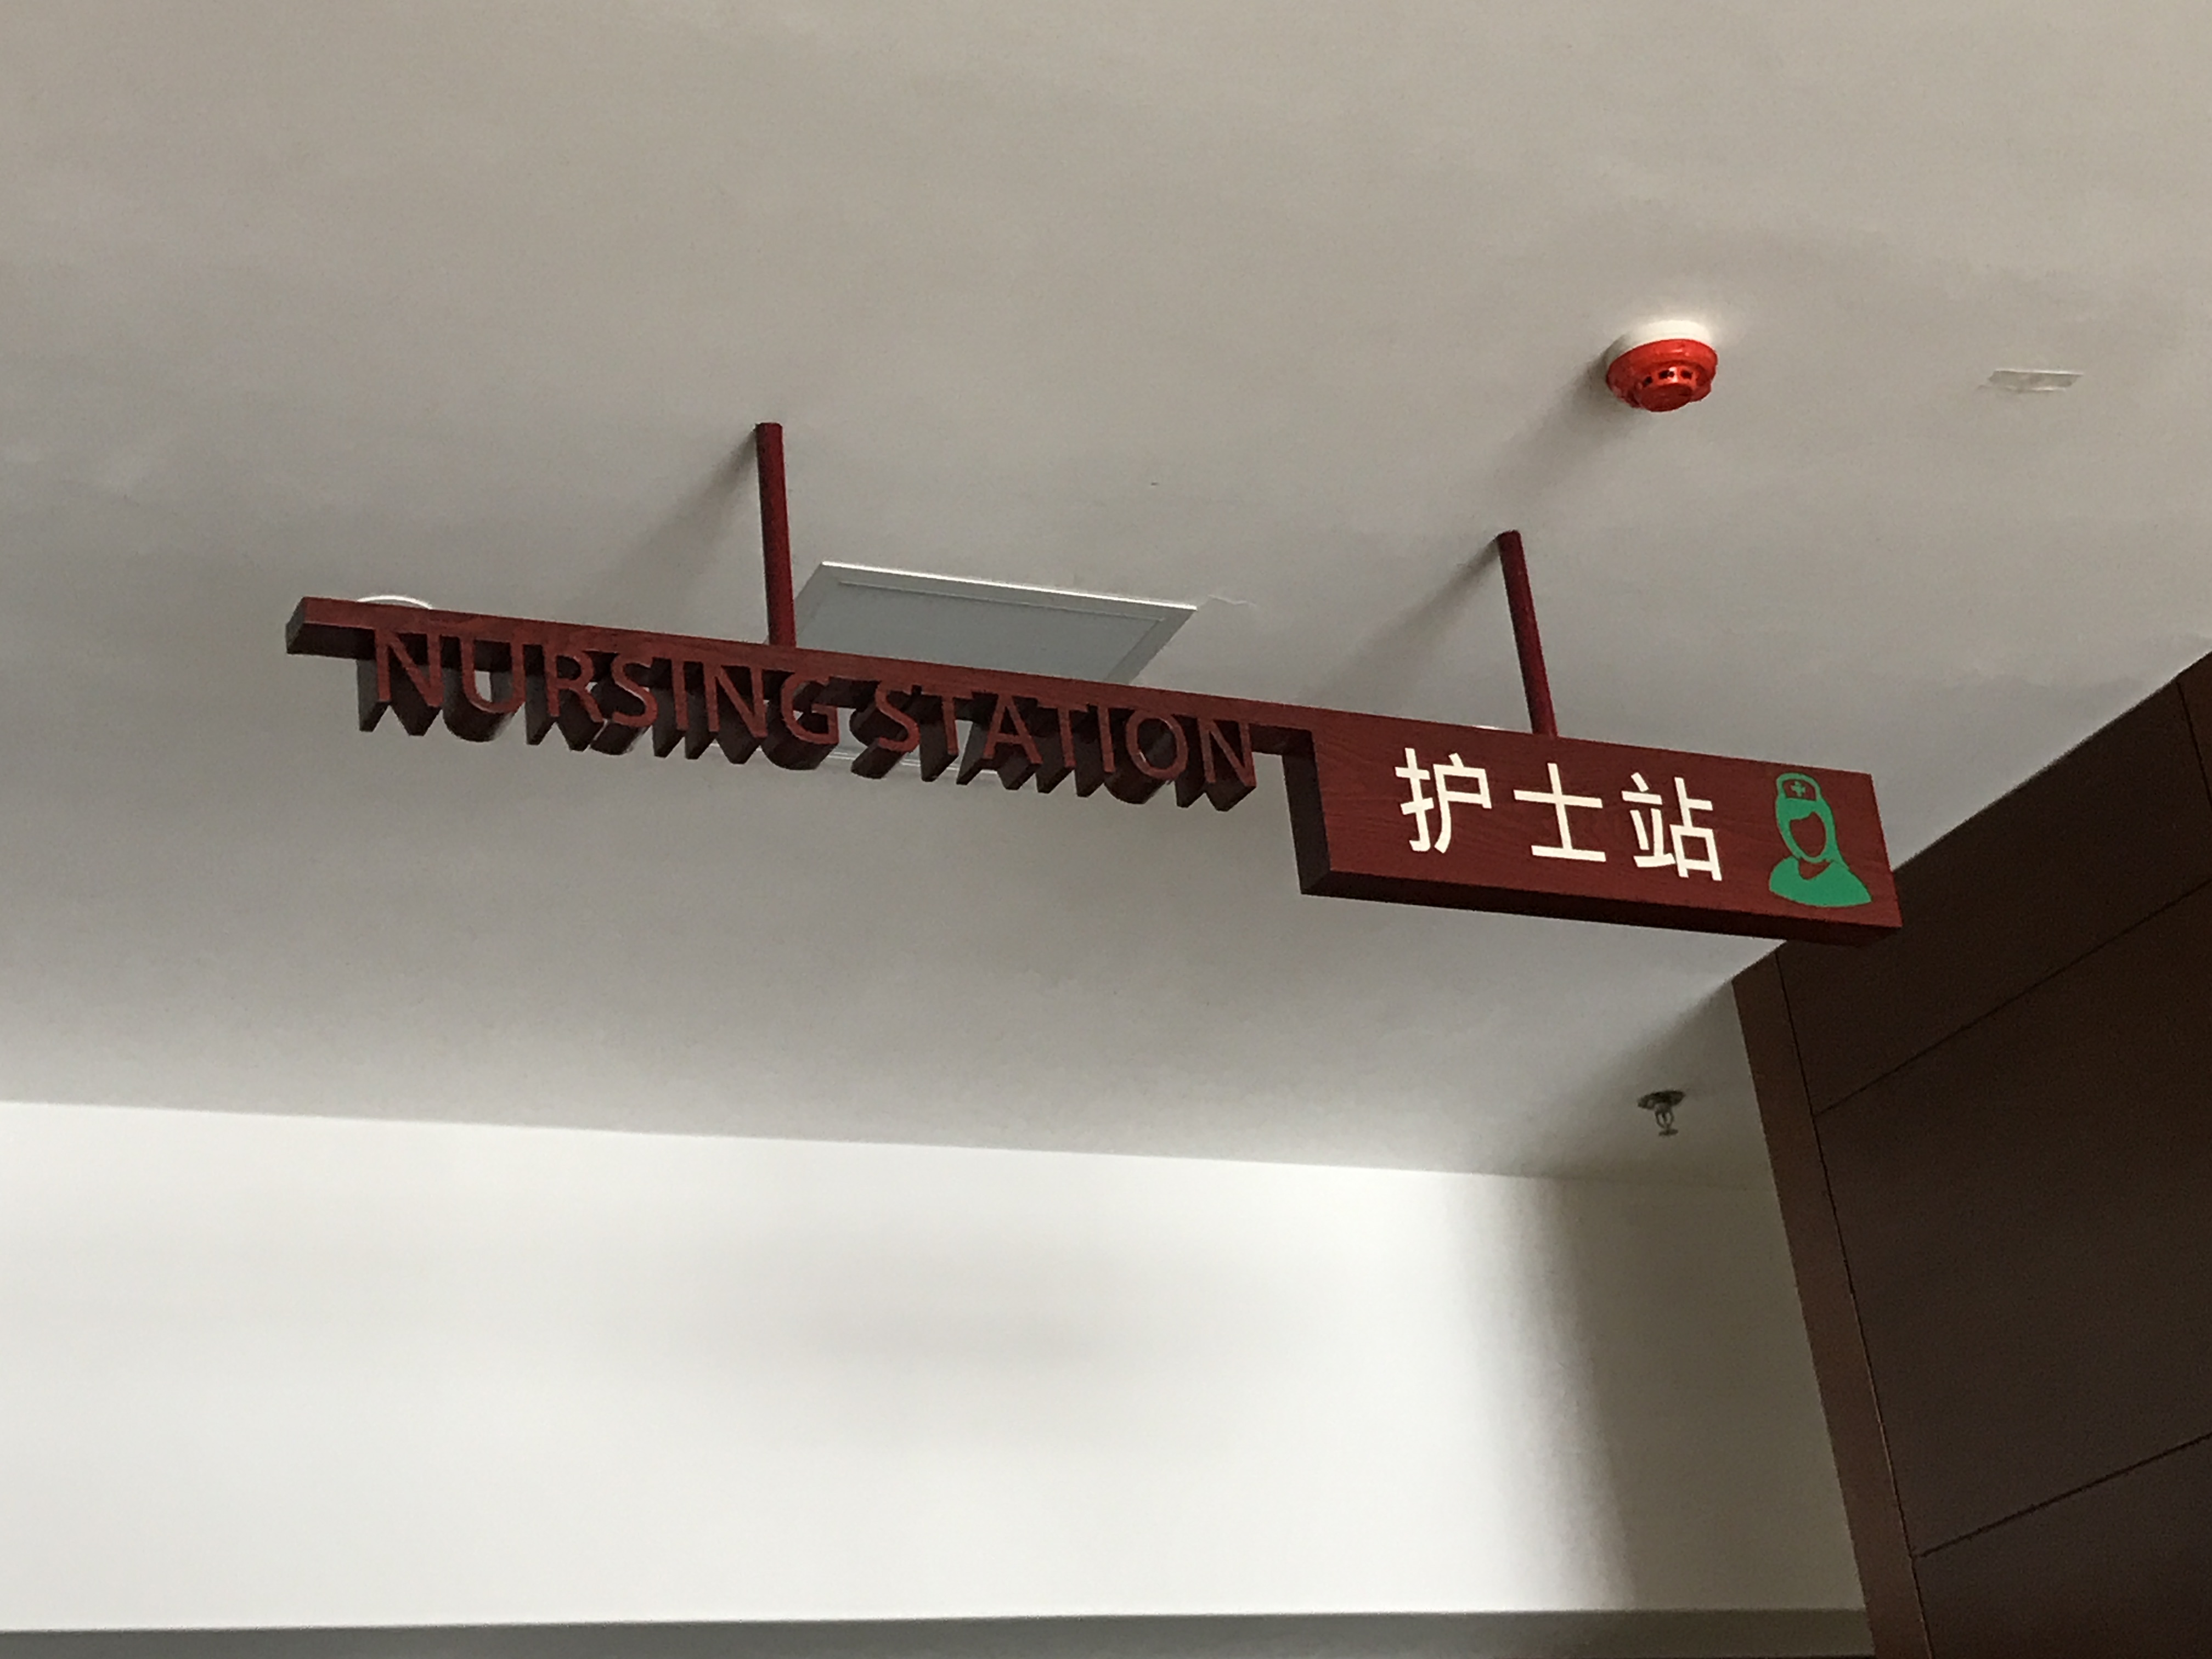 NURSING STATION
护士站